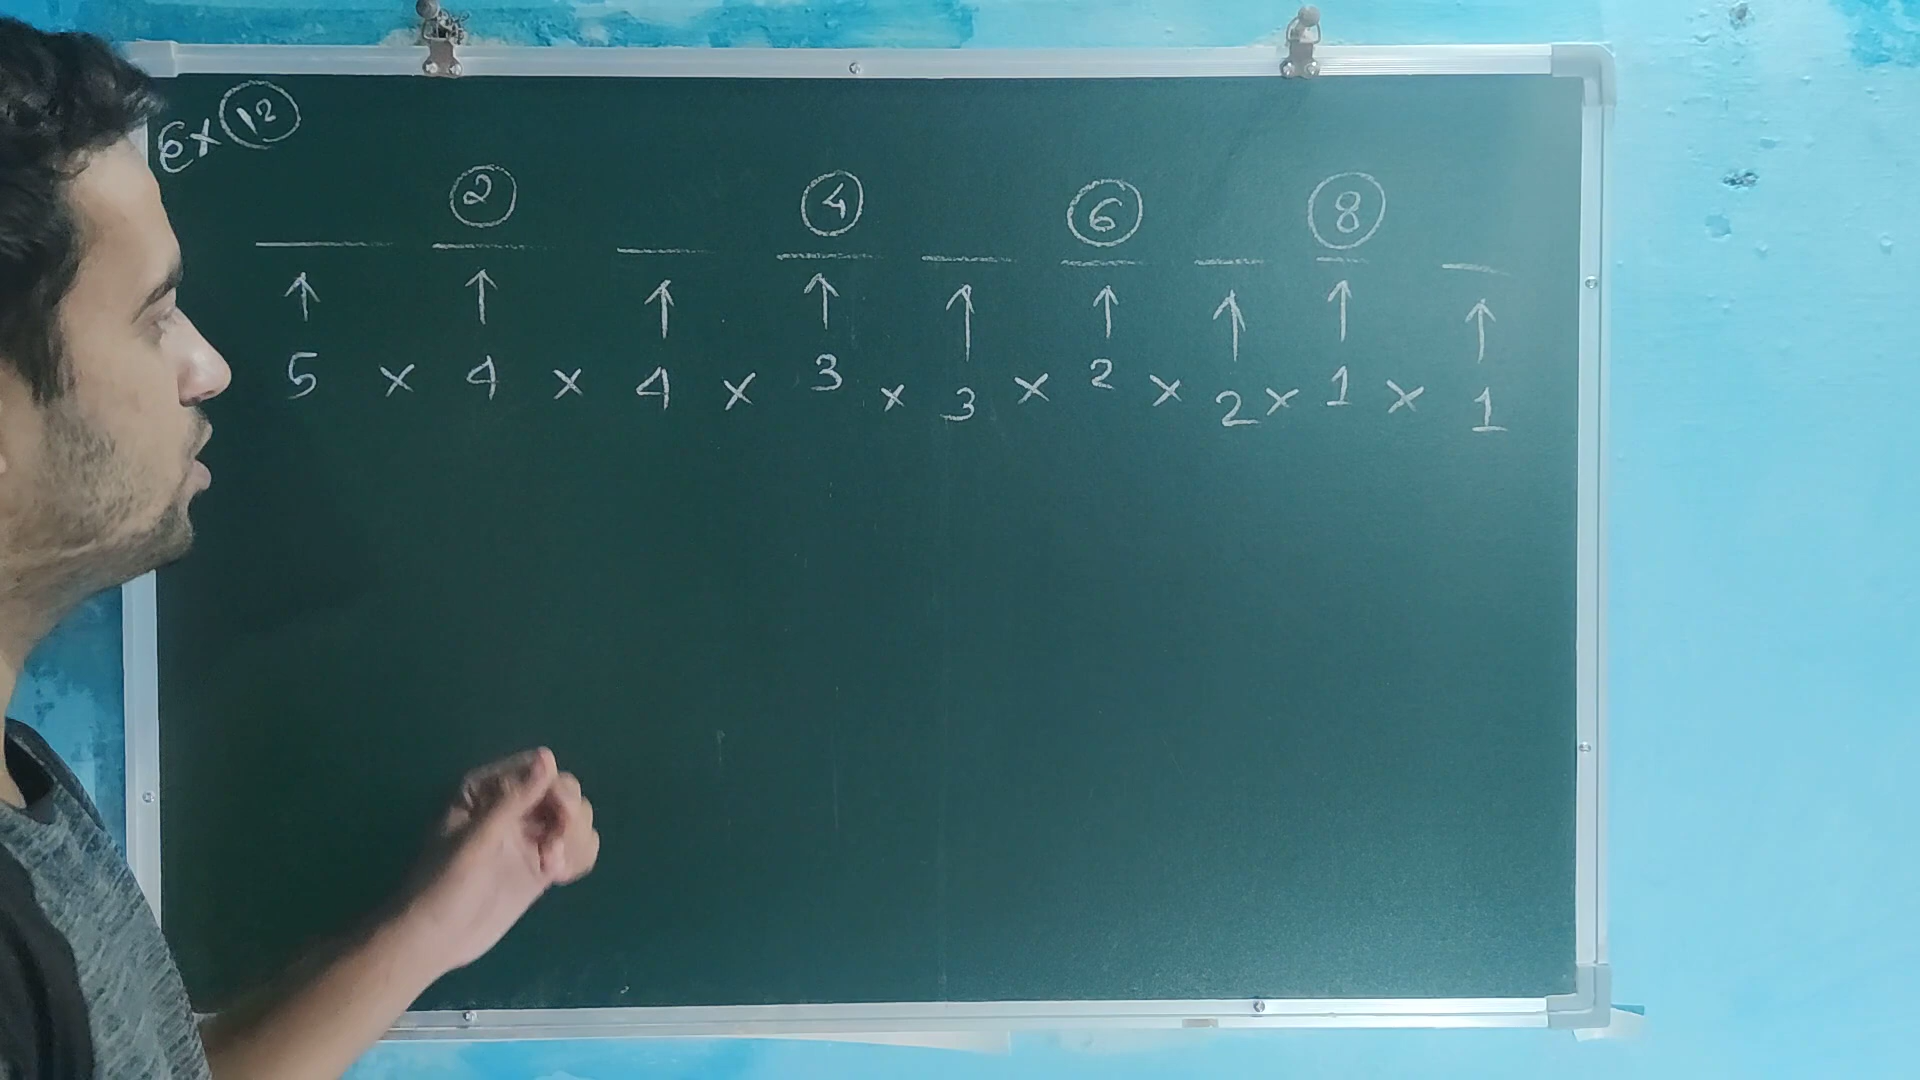 Ex 12
2 4 6 8
↑ ↑ ↑ ↑ ↑ ↑ ↑ ↑ ↑
5 × 4 × 4 × 3 × 3 × 2 × 2 × 1 × 1